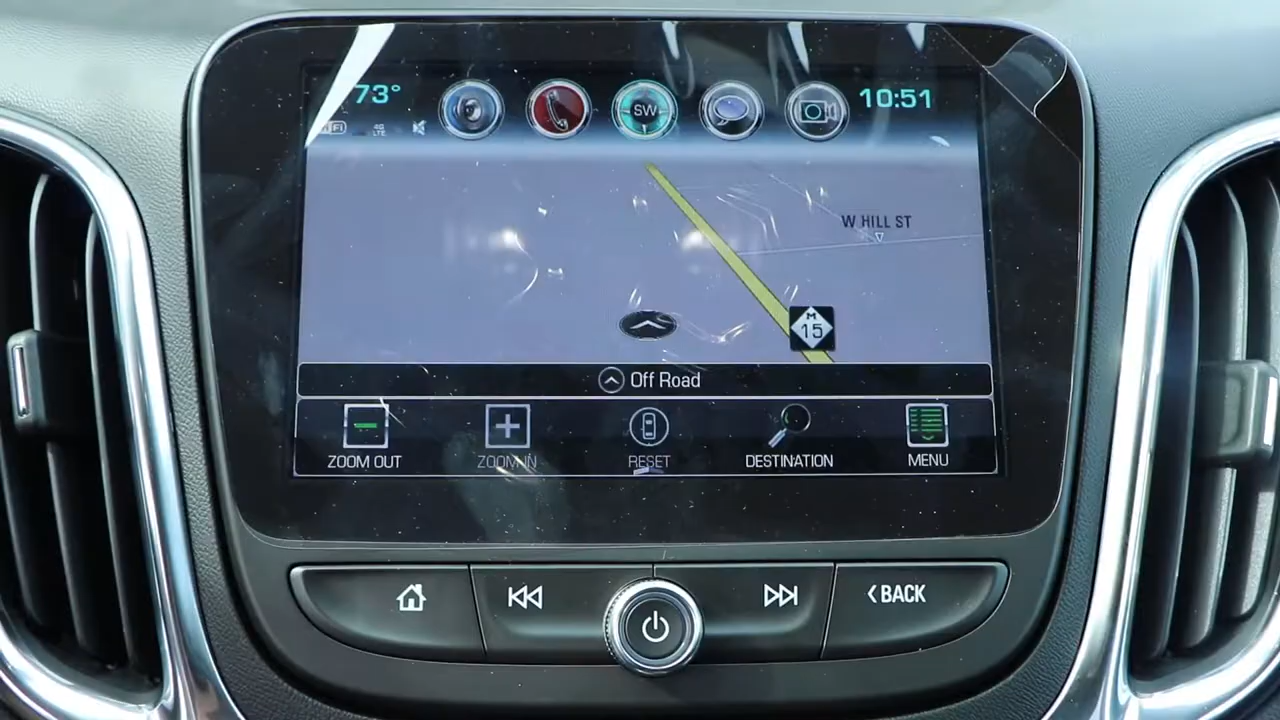 73°
SW
10:51
WiFi
4G
LTE
W HILL ST
M
15
Off Road
ZOOM OUT
ZOOM IN
RESET
DESTINATION
MENU
BACK